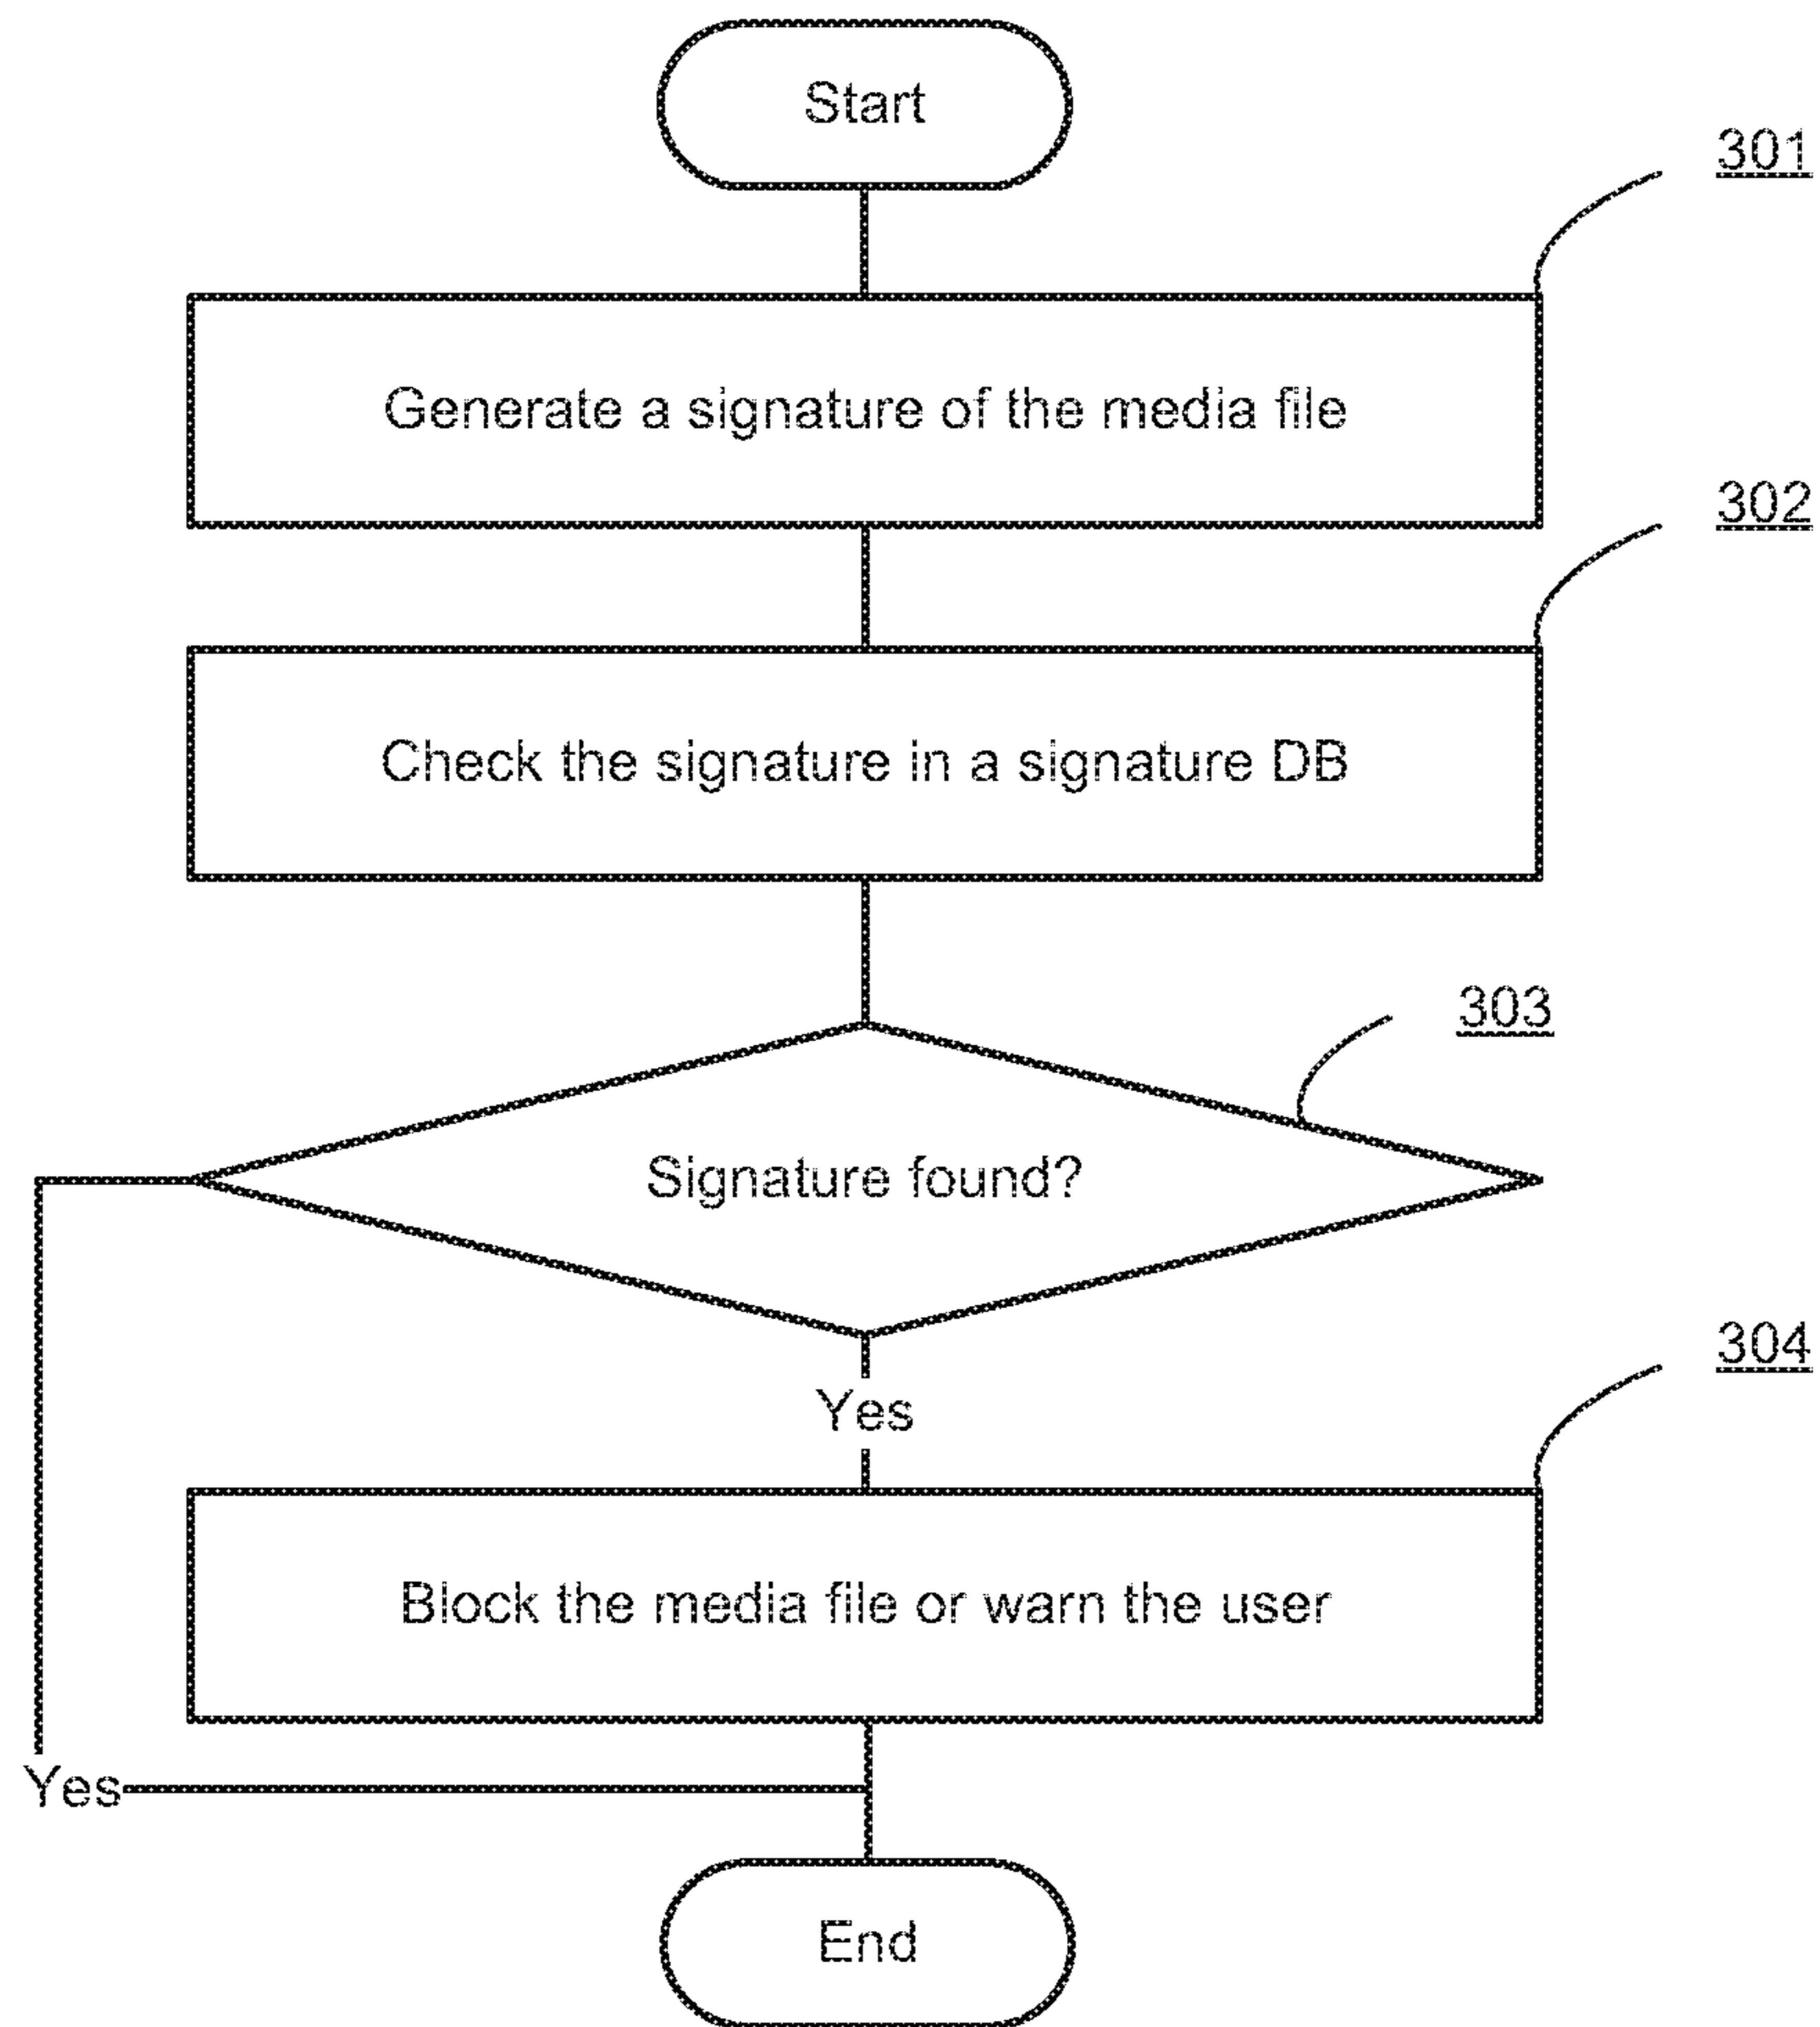 Start
301
Generate a signature of the media file
302
Check the signature in a signature DB
303
Signature found?
304
Yes
Block the media file or warn the user
Yes
End